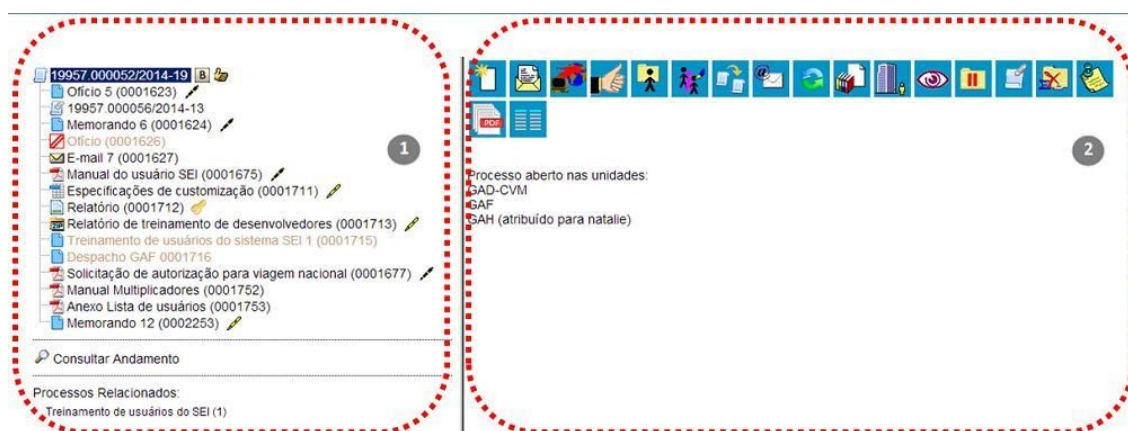 19957.000052/2014-19 B
Ofício 5 (0001623)
19957.000056/2014-13
Memorando 6 (0001624)
Ofício (0001626)
E-mail 7 (0001627)
Manual do usuário SEI (0001675)
Especificações de customização (0001711)
Relatório (0001712)
Relatório de treinamento de desenvolvedores (0001713)
Treinamento de usuários do sistema SEI 1 (0001715)
Despacho GAF 0001716
Solicitação de autorização para viagem nacional (0001677)
Manual Multiplicadores (0001752)
Anexo Lista de usuários (0001753)
Memorando 12 (0002253)
Consultar Andamento
Processos Relacionados:
Treinamento de usuários do SEI (1)
1
PDF
Processo aberto nas unidades:
GAD-CVM
GAF
GAH (atribuído para natalie)
2